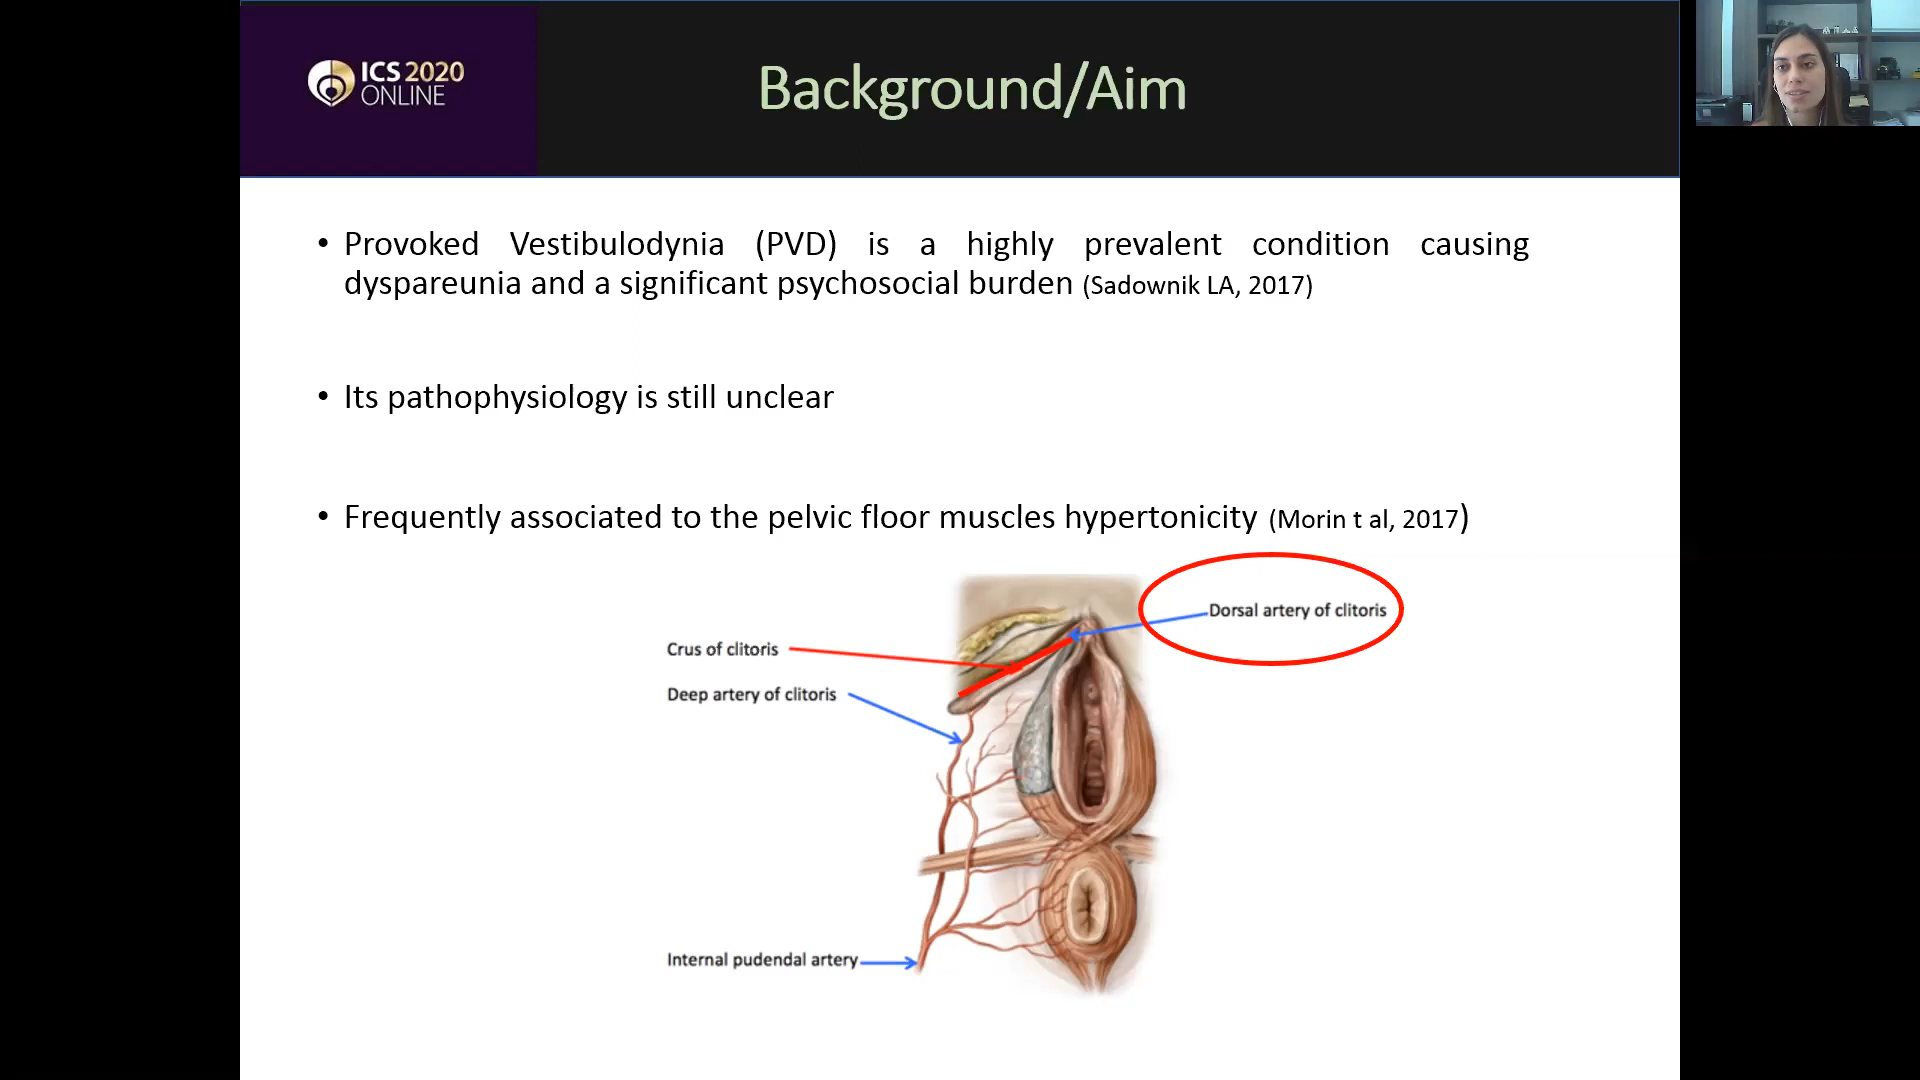 ICS 2020
ONLINE
Background/Aim
• Provoked Vestibulodynia (PVD) is a highly prevalent condition causing
dyspareunia and a significant psychosocial burden (Sadownik LA, 2017)
• Its pathophysiology is still unclear
• Frequently associated to the pelvic floor muscles hypertonicity (Morin t al, 2017)
Dorsal artery of clitoris
Crus of clitoris
Deep artery of clitoris
Internal pudendal artery